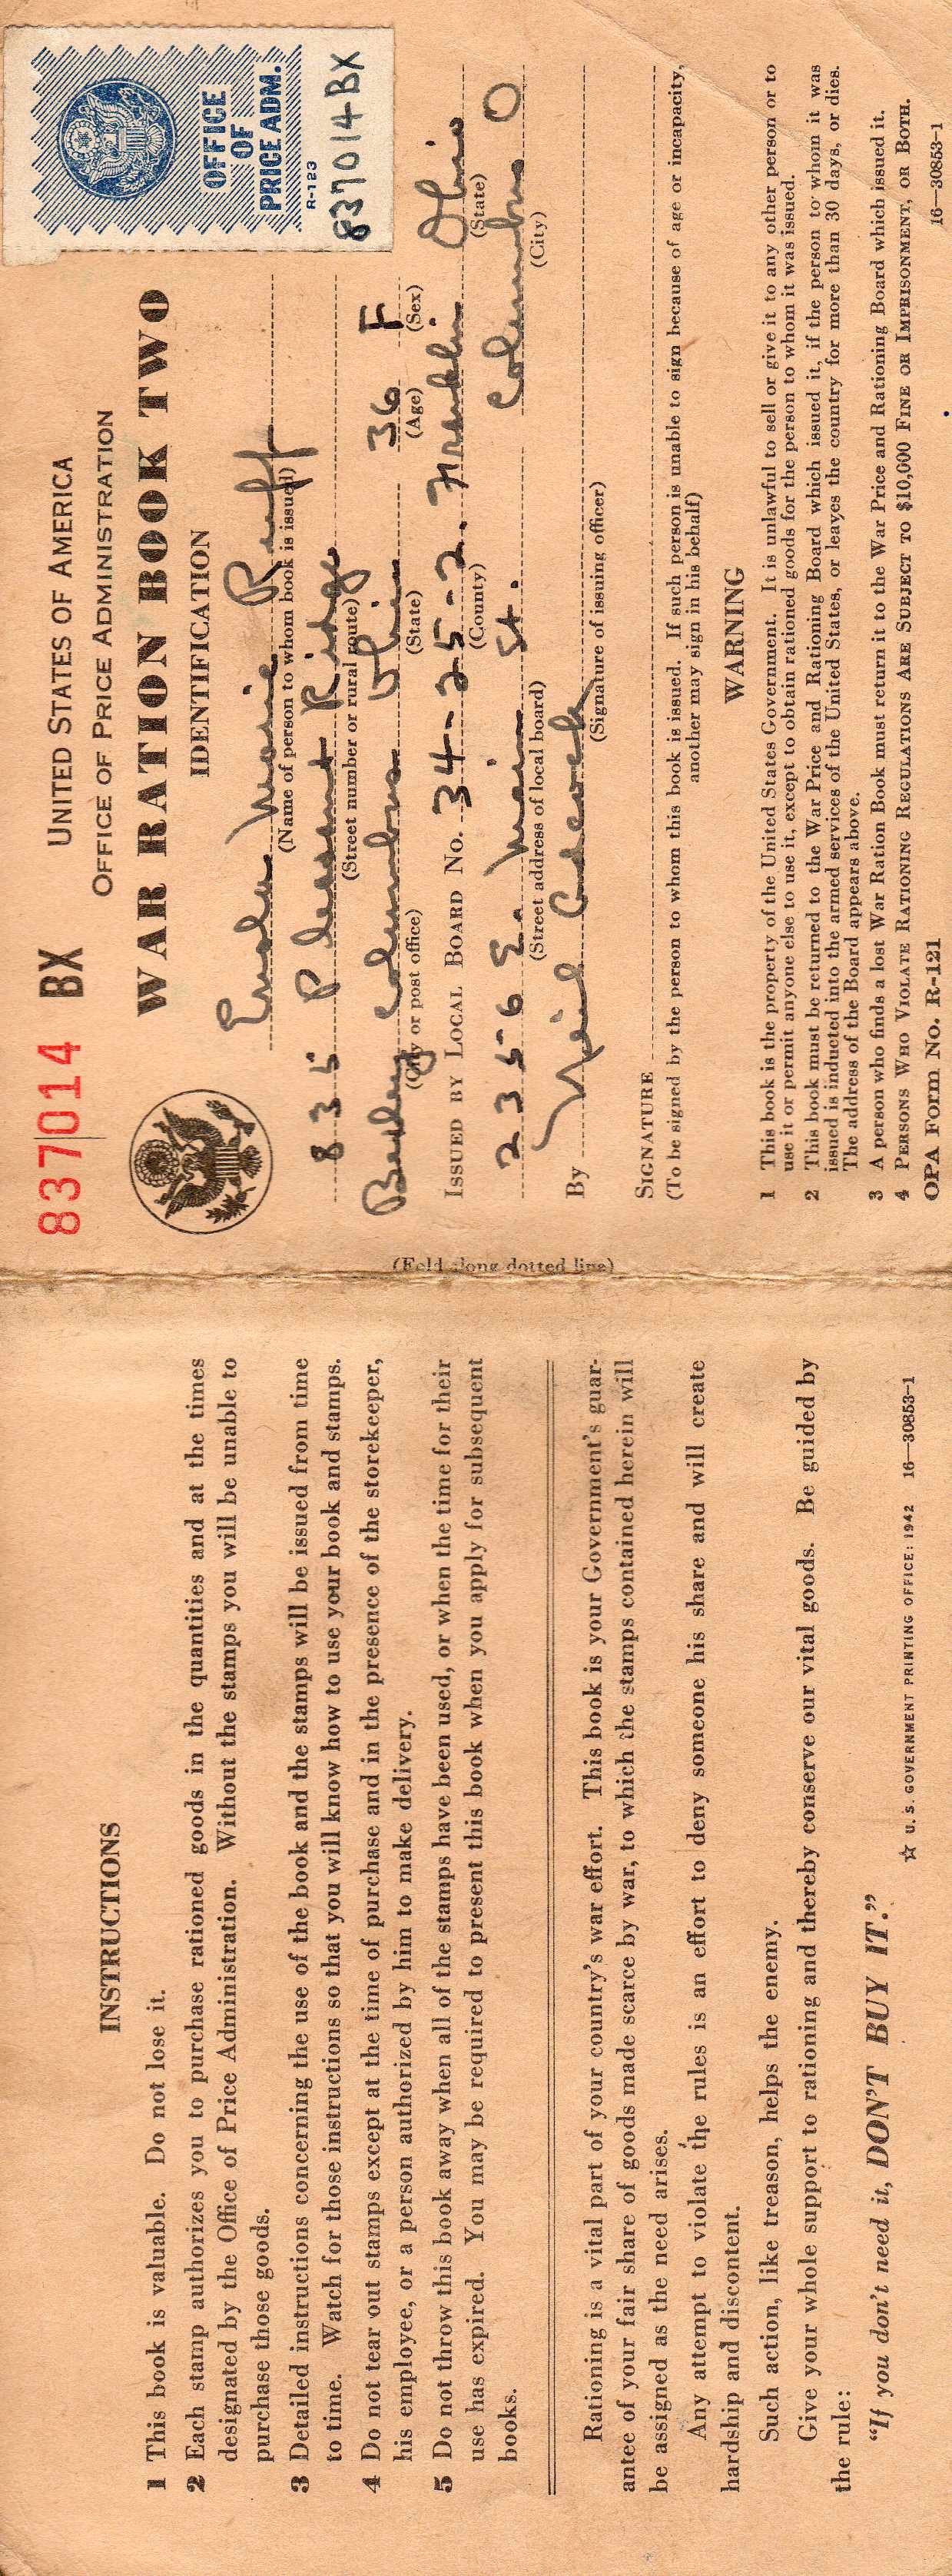 837014 BX
UNITED STATES OF AMERICA
OFFICE OF PRICE ADMINISTRATION
WAR RATION BOOK TWO
IDENTIFICATION
OFFICE
OF
PRICE ADM.
R-123
837014BX
Marie Ruff
(Name of person to whom book is issued)
835 Pleasant Ridge
(Street number or rural route)
Bexley Columbus Ohio 36 F
(City or post office) (State) (Age) (Sex)
ISSUED BY LOCAL BOARD NO. 34-25-2. Franklin Ohio
(County) (State)
2356 E. Main St. Columbus O
(Street address of local board) (City)
By Neil
(Signature of issuing officer)
SIGNATURE
(To be signed by the person to whom this book is issued. If such person is unable to sign because of age or incapacity,
another may sign in his behalf)
WARNING
1 This book is the property of the United States Government. It is unlawful to sell or give it to any other person or to
use it or permit anyone else to use it, except to obtain rationed goods for the person to whom it was issued.
2 This book must be returned to the War Price and Rationing Board which issued it, if the person to whom it was
issued is inducted into the armed services of the United States, or leaves the country for more than 30 days, or dies.
The address of the Board appears above.
3 A person who finds a lost War Ration Book must return it to the War Price and Rationing Board which issued it.
4 PERSONS WHO VIOLATE RATIONING REGULATIONS ARE SUBJECT TO $10,000 FINE OR IMPRISONMENT, OR BOTH.
OPA Form No. R-121 16—30853-1
(Fold along dotted line)
INSTRUCTIONS
1 This book is valuable. Do not lose it.
2 Each stamp authorizes you to purchase rationed goods in the quantities and at the times
designated by the Office of Price Administration. Without the stamps you will be unable to
purchase those goods.
3 Detailed instructions concerning the use of the book and the stamps will be issued from time
to time. Watch for those instructions so that you will know how to use your book and stamps.
4 Do not tear out stamps except at the time of purchase and in the presence of the storekeeper,
his employee, or a person authorized by him to make delivery.
5 Do not throw this book away when all of the stamps have been used, or when the time for their
use has expired. You may be required to present this book when you apply for subsequent
books.
Rationing is a vital part of your country's war effort. This book is your Government's guar-
antee of your fair share of goods made scarce by war, to which the stamps contained herein will
be assigned as the need arises.
Any attempt to violate the rules is an effort to deny someone his share and will create
hardship and discontent.
Such action, like treason, helps the enemy.
Give your whole support to rationing and thereby conserve our vital goods. Be guided by
the rule:
"If you don't need it, DON'T BUY IT."
☆ U.S. GOVERNMENT PRINTING OFFICE: 1942 16—30853-1